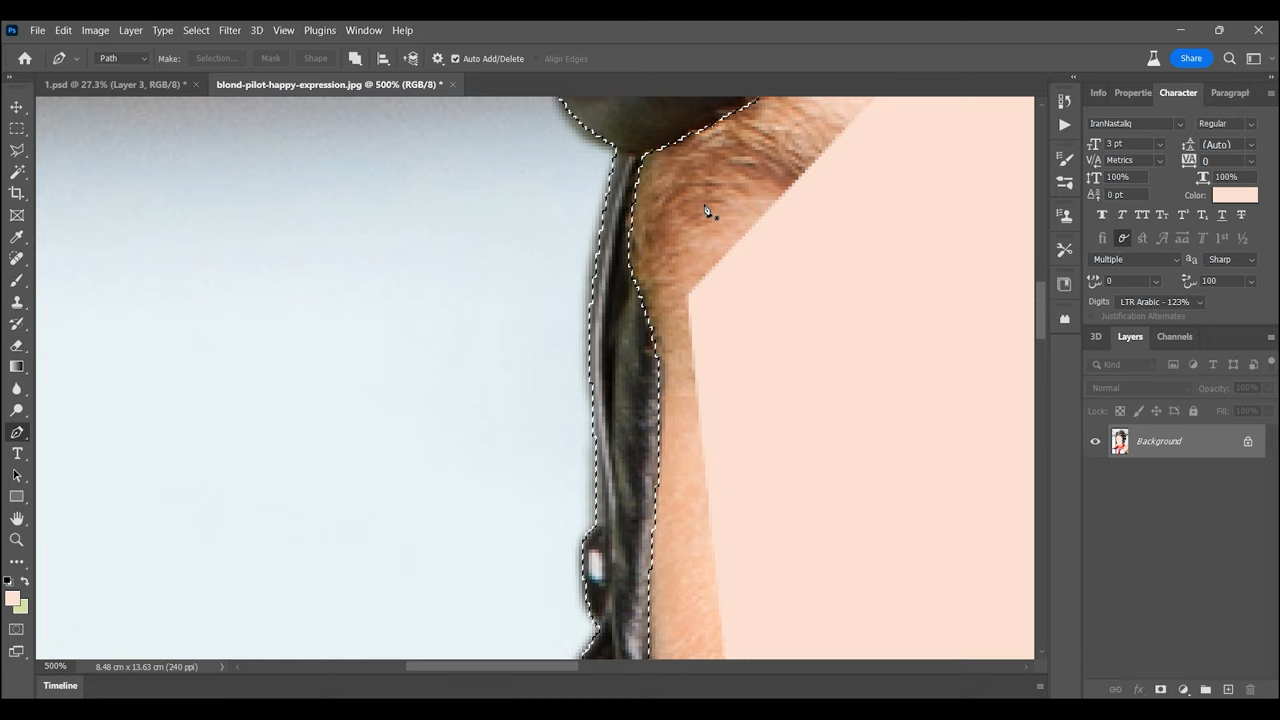 Ps File Edit Image Layer Type Select Filter 3D View Plugins Window Help
Path Make: Selection... Mask Shape Auto Add/Delete Align Edges Share
1.psd @ 27.3% (Layer 3, RGB/8) * blond-pilot-happy-expression.jpg @ 500% (RGB/8) *
Info Propertie Character Paragraph
IranNastaliq Regular
3 pt (Auto)
Metrics 0
100% 100%
0 pt Color:
Multiple Sharp
0 100
Digits LTR Arabic - 123%
Justification Alternates
3D Layers Channels
Kind
Normal Opacity: 100%
Lock: Fill: 100%
Background
500% 8.48 cm x 13.63 cm (240 ppi)
Timeline